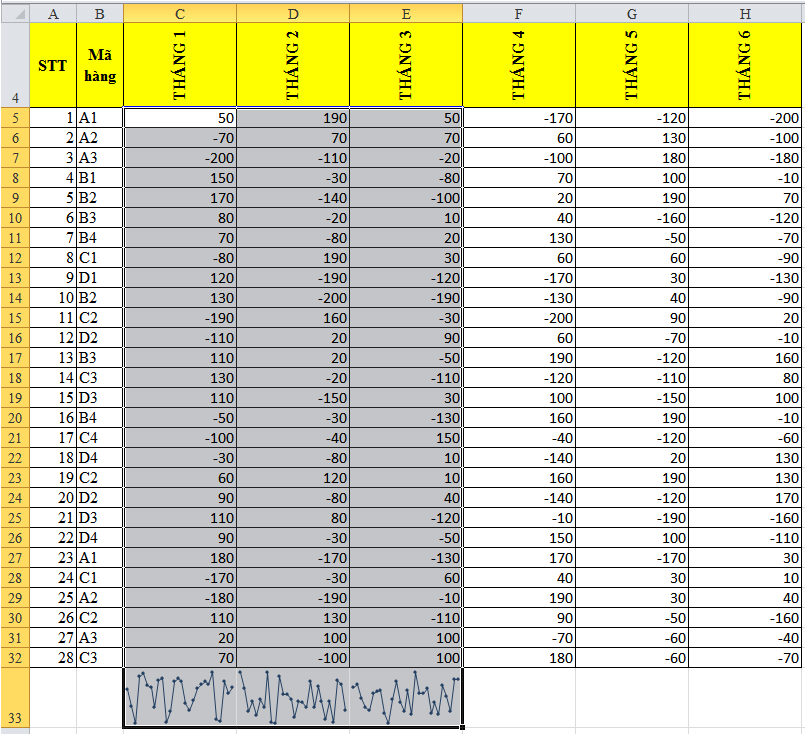 A B C D E F G H
4 STT Mã hàng THÁNG 1 THÁNG 2 THÁNG 3 THÁNG 4 THÁNG 5 THÁNG 6
5 1 A1 50 190 50 -170 -120 -200
6 2 A2 -70 70 70 60 130 -100
7 3 A3 -200 -110 -20 -100 180 -180
8 4 B1 150 -30 -80 70 100 -10
9 5 B2 170 -140 -100 20 190 70
10 6 B3 80 -20 10 40 -160 -120
11 7 B4 70 -80 20 130 -50 -70
12 8 C1 -80 190 30 60 60 -90
13 9 D1 120 -190 -120 -170 30 -130
14 10 B2 130 -200 -190 -130 40 -90
15 11 C2 -190 160 -30 -200 90 20
16 12 D2 -110 20 90 60 -70 -10
17 13 B3 110 20 -50 190 -120 160
18 14 C3 130 -20 -110 -120 -110 80
19 15 D3 110 -150 30 100 -150 100
20 16 B4 -50 -30 -130 160 190 -10
21 17 C4 -100 -40 150 -40 -120 -60
22 18 D4 -30 -80 10 -140 20 130
23 19 C2 60 120 10 160 190 130
24 20 D2 90 -80 40 -140 -120 170
25 21 D3 110 80 -120 -10 -190 -160
26 22 D4 90 -30 -50 150 100 -110
27 23 A1 180 -170 -130 170 -170 30
28 24 C1 -170 -30 60 40 30 10
29 25 A2 -180 -190 -10 190 30 40
30 26 C2 110 130 -110 90 -50 -160
31 27 A3 20 100 100 -70 -60 -40
32 28 C3 70 -100 100 180 -60 -70
33